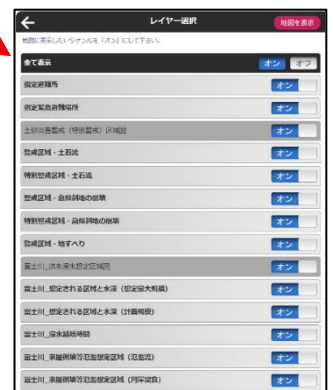 レイヤー選択
地図を表示
地図に表示したいジャンルを「オン」にして下さい。
全て表示 オン オフ
指定避難所 オン
指定緊急避難場所 オン
土砂災害警戒（特別警戒）区域図 オン
警戒区域・土石流 オン
特別警戒区域・土石流 オン
警戒区域・急傾斜地の崩壊 オン
特別警戒区域・急傾斜地の崩壊 オン
警戒区域・地すべり オン
富士川_洪水浸水想定区域図 オン
富士川_想定される区域と水深（想定最大規模） オン
富士川_想定される区域と水深（計画規模） オン
富士川_浸水継続時間 オン
富士川_家屋倒壊等氾濫想定区域（氾濫流） オン
富士川_家屋倒壊等氾濫想定区域（河岸侵食） オン